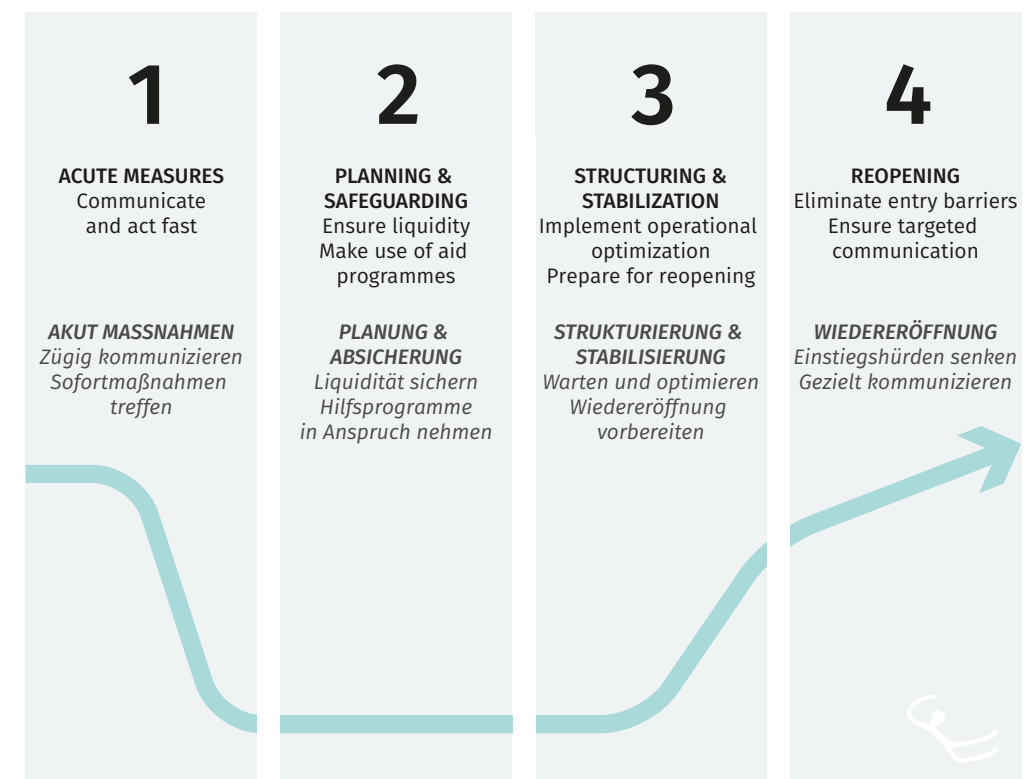 1
ACUTE MEASURES
Communicate
and act fast
AKUT MASSNAHMEN
Zügig kommunizieren
Sofortmaßnahmen
treffen
2
PLANNING &
SAFEGUARDING
Ensure liquidity
Make use of aid
programmes
PLANUNG &
ABSICHERUNG
Liquidität sichern
Hilfsprogramme
in Anspruch nehmen
3
STRUCTURING &
STABILIZATION
Implement operational
optimization
Prepare for reopening
STRUKTURIERUNG &
STABILISIERUNG
Warten und optimieren
Wiedereröffnung
vorbereiten
4
REOPENING
Eliminate entry barriers
Ensure targeted
communication
WIEDERERÖFFNUNG
Einstiegshürden senken
Gezielt kommunizieren